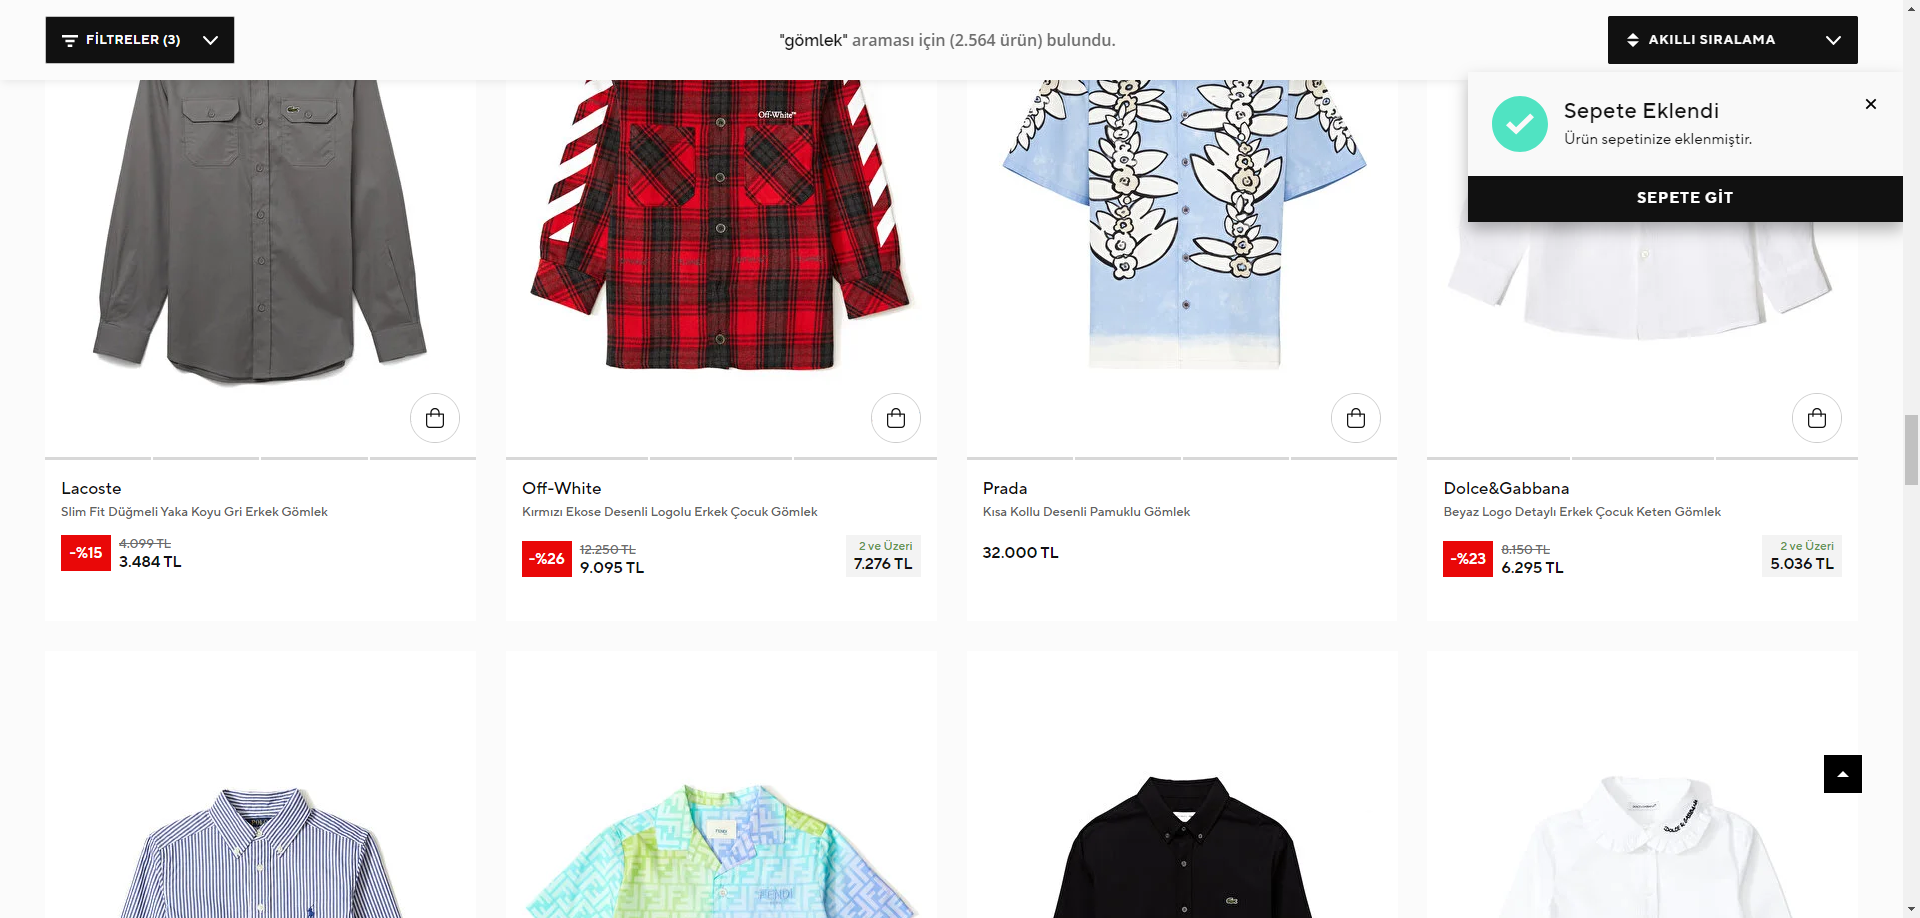 FİLTRELER (3)
"gömlek" araması için (2.564 ürün) bulundu.
AKILLI SIRALAMA
Sepete Eklendi
Ürün sepetinize eklenmiştir.
SEPETE GİT
Off-White™
Lacoste
Slim Fit Düğmeli Yaka Koyu Gri Erkek Gömlek
-%15
4.099 TL
3.484 TL
Off-White
Kırmızı Ekose Desenli Logolu Erkek Çocuk Gömlek
-%26
12.250 TL
9.095 TL
2 ve Üzeri
7.276 TL
Prada
Kısa Kollu Desenli Pamuklu Gömlek
32.000 TL
Dolce&Gabbana
Beyaz Logo Detaylı Erkek Çocuk Keten Gömlek
-%23
8.150 TL
6.295 TL
2 ve Üzeri
5.036 TL
FENDI
FENDI